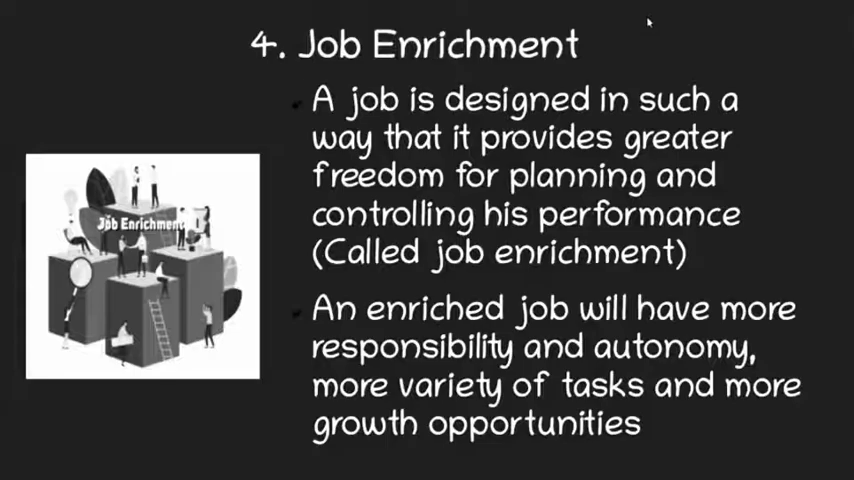 4. Job Enrichment
A job is designed in such a
way that it provides greater
freedom for planning and
controlling his performance
(Called job enrichment)
Job Enrichment
An enriched job will have more
responsibility and autonomy,
more variety of tasks and more
growth opportunities